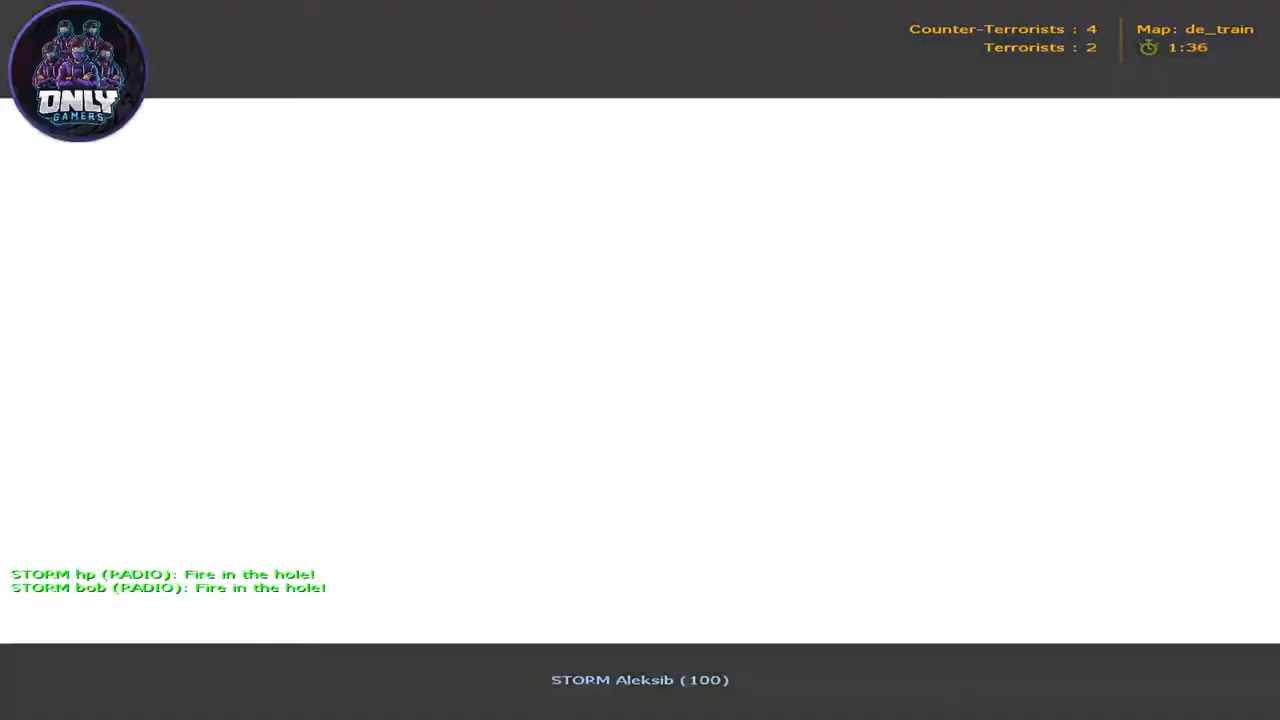 ONLY
GAMERS
Counter-Terrorists : 4
Terrorists : 2
Map: de_train
1:36
STORM hp (RADIO): Fire in the hole!
STORM bob (RADIO): Fire in the hole!
STORM Aleksib (100)